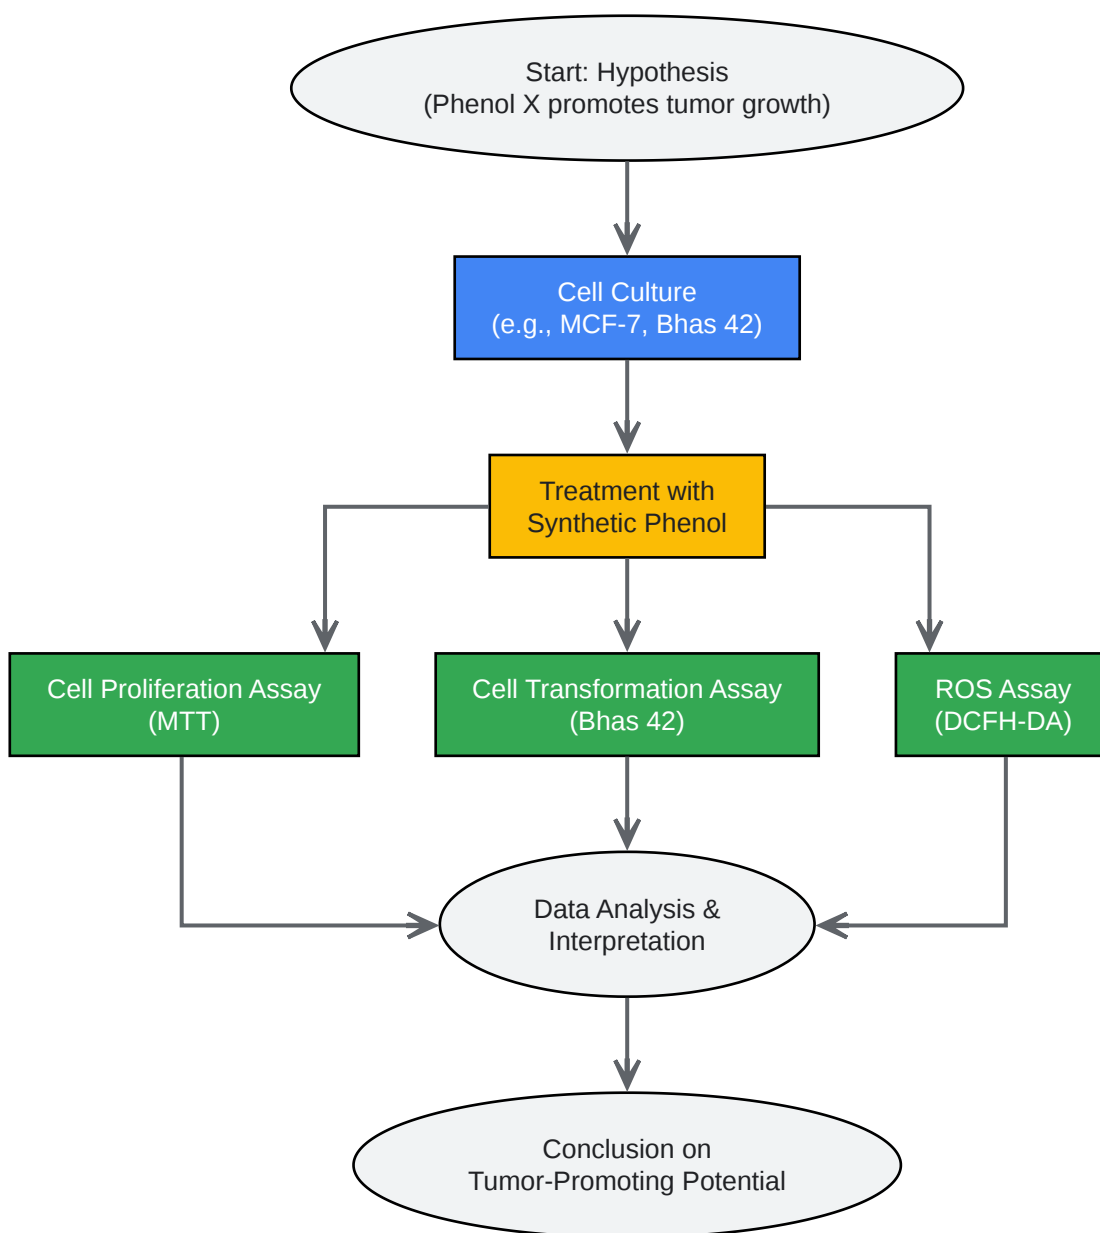 Start: Hypothesis
(Phenol X promotes tumor growth)
Cell Culture
(e.g., MCF-7, Bhas 42)
Treatment with
Synthetic Phenol
Cell Proliferation Assay
(MTT)
Cell Transformation Assay
(Bhas 42)
ROS Assay
(DCFH-DA)
Data Analysis &
Interpretation
Conclusion on
Tumor-Promoting Potential